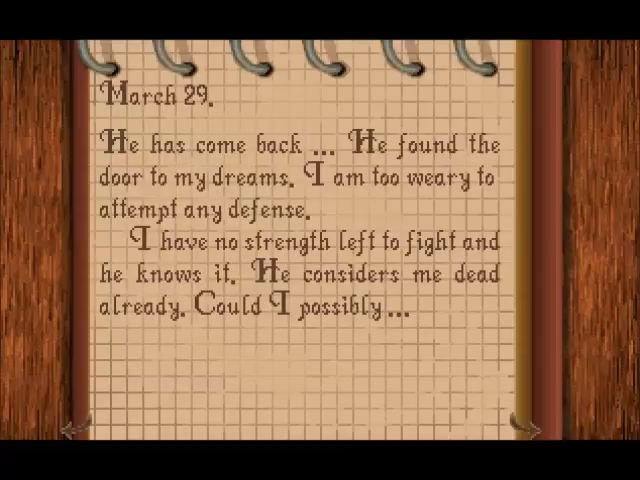 March 29.
He has come back ... He found the
door to my dreams. I am too weary to
attempt any defense.
I have no strength left to fight and
he knows it. He considers me dead
already. Could I possibly...